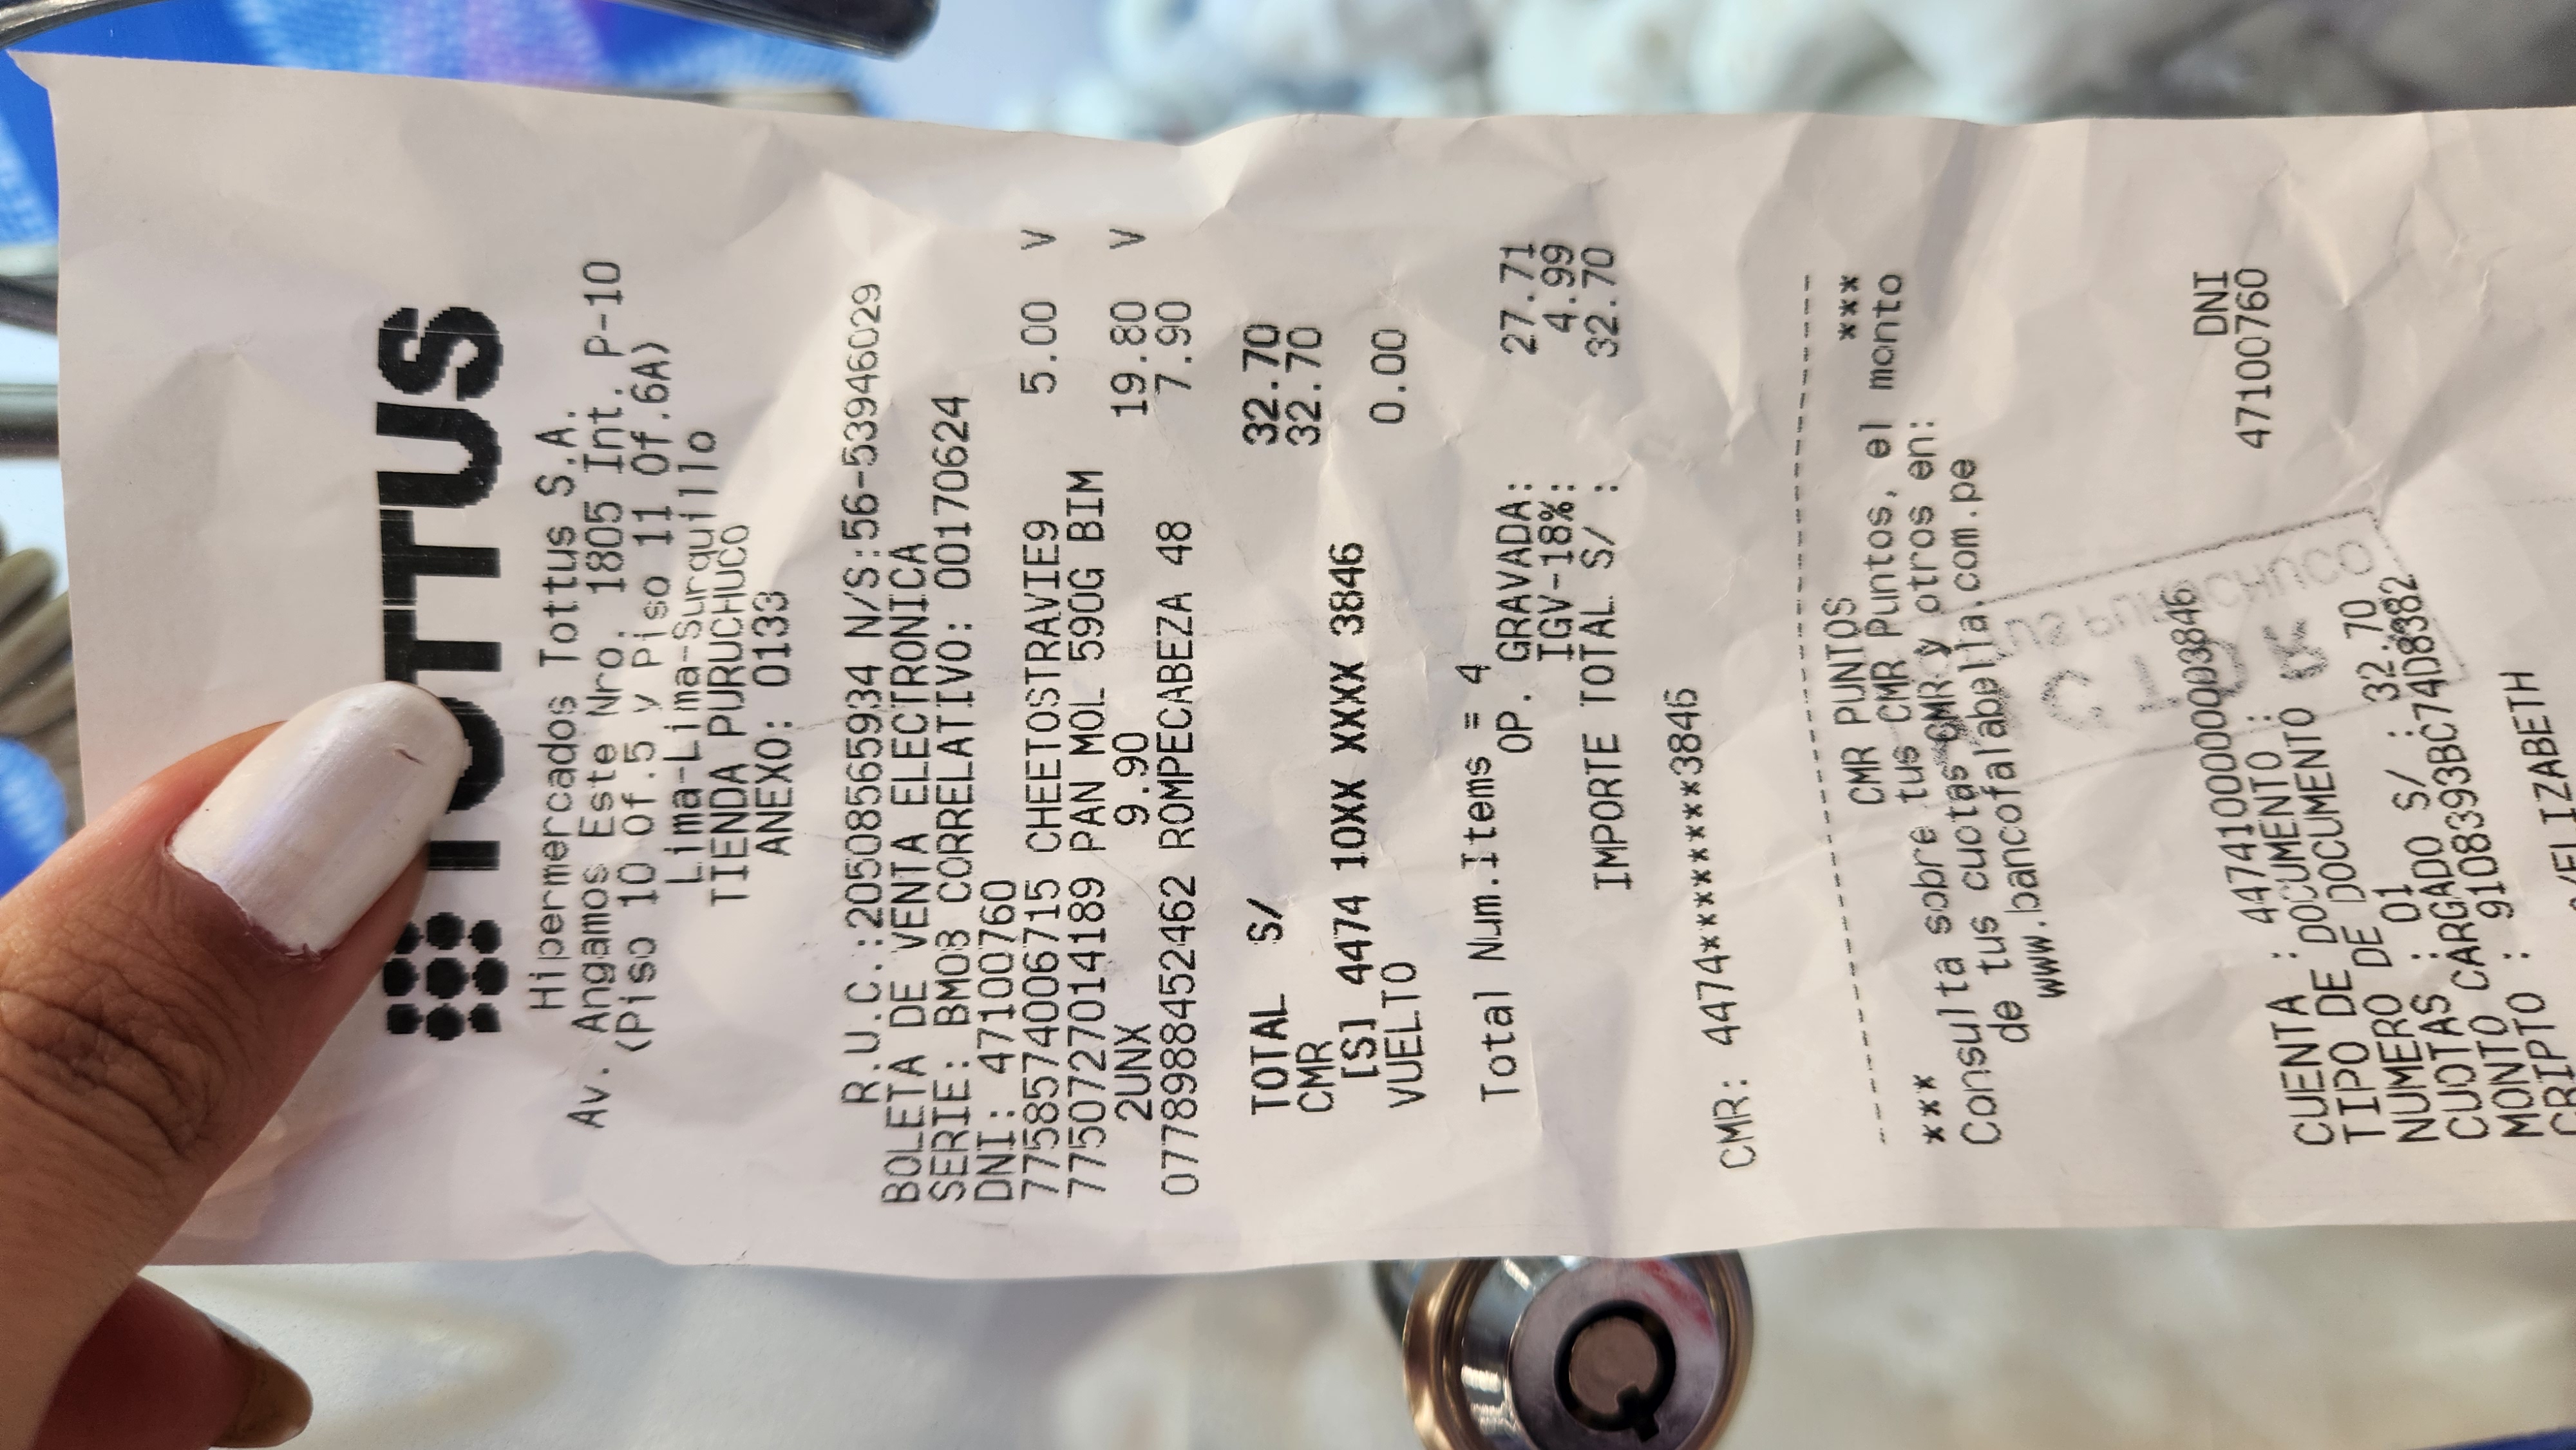 TOTTUS
Hipermercados Tottus S.A.
Av. Angamos Este Nro. 1805 Int. P-10
(Piso 10 Of.5 y Piso 11 Of.6A)
Lima-Lima-Surquillo
TIENDA PURUCHUCO
ANEXO: 0133
R.U.C.:20508565934 N/S:56-53946029
BOLETA DE VENTA ELECTRONICA
SERIE: BM08 CORRELATIVO: 00170624
DNI: 47100760
7758574006715 CHEETOSTRAVIE9 5.00 V
7750727014189 PAN MOL 590G BIM
2UNX 9.90 19.80 V
0778988452462 ROMPECABEZA 48 7.90
TOTAL S/ 32.70
CMR 32.70
[S] 4474 10XX XXXX 3846
VUELTO 0.00
Total Num.Items = 4
OP. GRAVADA: 27.71
IGV-18%: 4.99
IMPORTE TOTAL S/ : 32.70
CMR: 4474********3846
CMR PUNTOS ***
*** 
Consulta sobre tus CMR Puntos, el monto
de tus cuotas CMR y otros en:
www.bancofalabella.com.pe
CUENTA : 4474100000003846
TIPO DE DOCUMENTO : DNI
NUMERO DE DOCUMENTO 47100760
CUOTAS : 01
MONTO CARGADO S/ : 32.70
CRIPTO : 9108393BC74D8382
/ELIZABETH